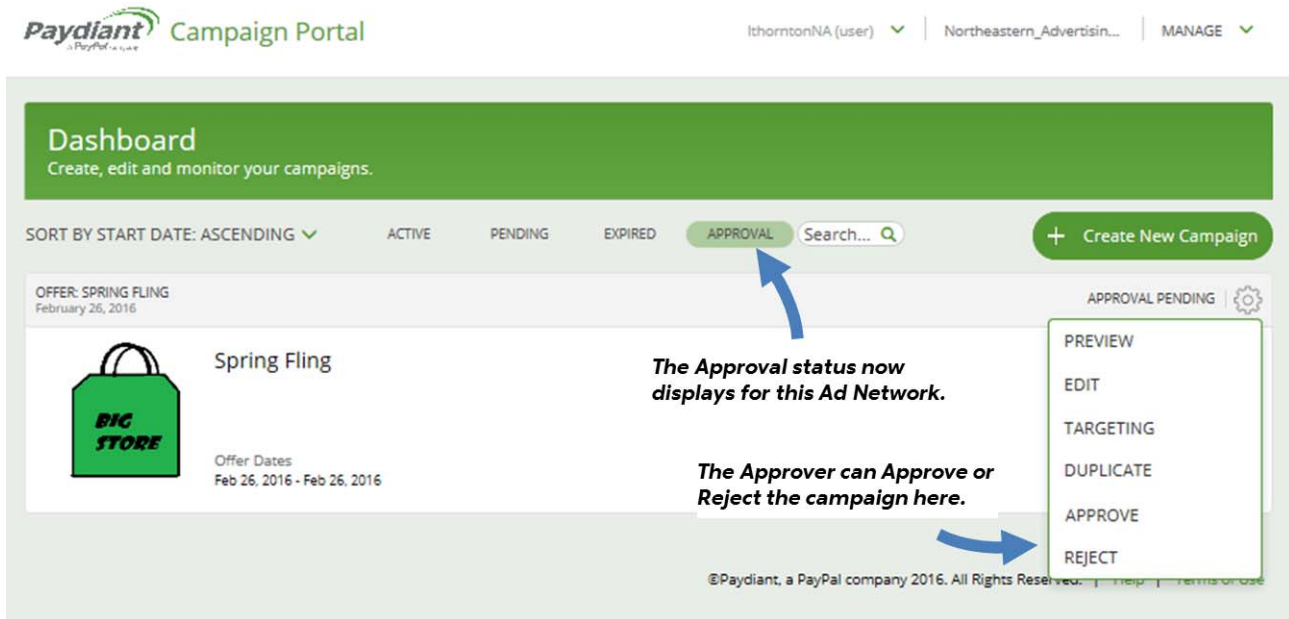 Paydiant Campaign Portal
lthorntonNA (user) Northeastern_Advertisin... MANAGE
Dashboard
Create, edit and monitor your campaigns.
SORT BY START DATE: ASCENDING ACTIVE PENDING EXPIRED APPROVAL Search... + Create New Campaign
OFFER: SPRING FLING
February 26, 2016
APPROVAL PENDING
BIG
STORE
Spring Fling
Offer Dates
Feb 26, 2016 - Feb 26, 2016
The Approval status now
displays for this Ad Network.
The Approver can Approve or
Reject the campaign here.
PREVIEW
EDIT
TARGETING
DUPLICATE
APPROVE
REJECT
©Paydiant, a PayPal company 2016. All Rights Reserved. | Help | Terms of Use